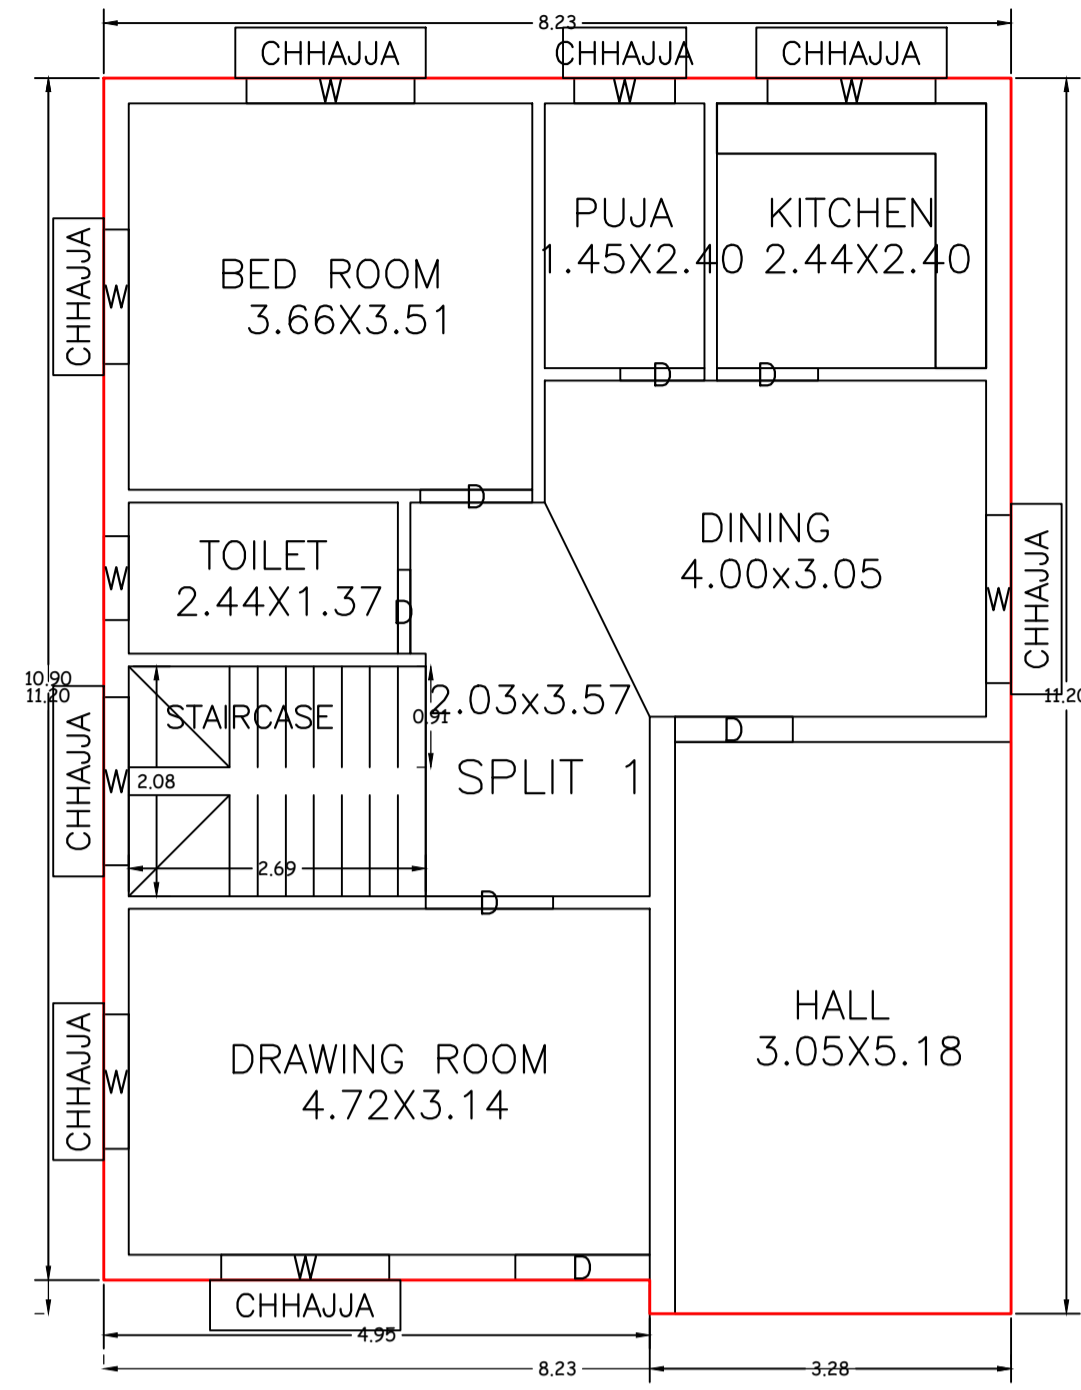 8.23
CHHAJJA
CHHAJJA
CHHAJJA
W
W
W
PUJA
1.45X2.40
KITCHEN
2.44X2.40
BED ROOM
3.66X3.51
CHHAJJA
W
D
D
D
DINING
4.00x3.05
W
CHHAJJA
TOILET
2.44X1.37
W
D
10.90
11.20
11.20
2.03x3.57
SPLIT 1
STAIRCASE
0.91
D
CHHAJJA
W
2.08
2.69
D
HALL
3.05X5.18
DRAWING ROOM
4.72X3.14
CHHAJJA
W
W
D
CHHAJJA
4.95
8.23
3.28